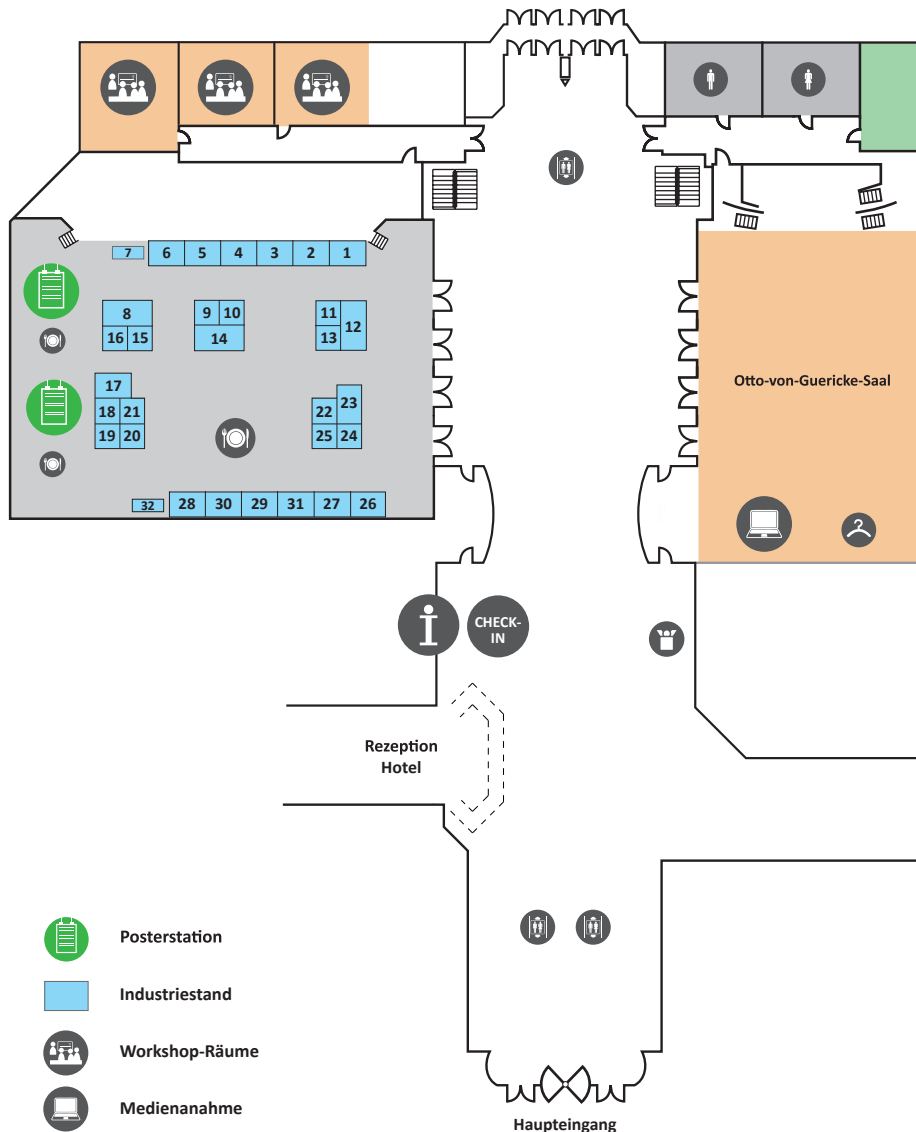 7 6 5 4 3 2 1
8 9 10 11 12
16 15 14 13
17
18 21 22 23
19 20 25 24
32 28 30 29 31 27 26
Otto-von-Guericke-Saal
CHECK-
IN
Rezeption
Hotel
Posterstation
Industriestand
Workshop-Räume
Medienanahme
Haupteingang